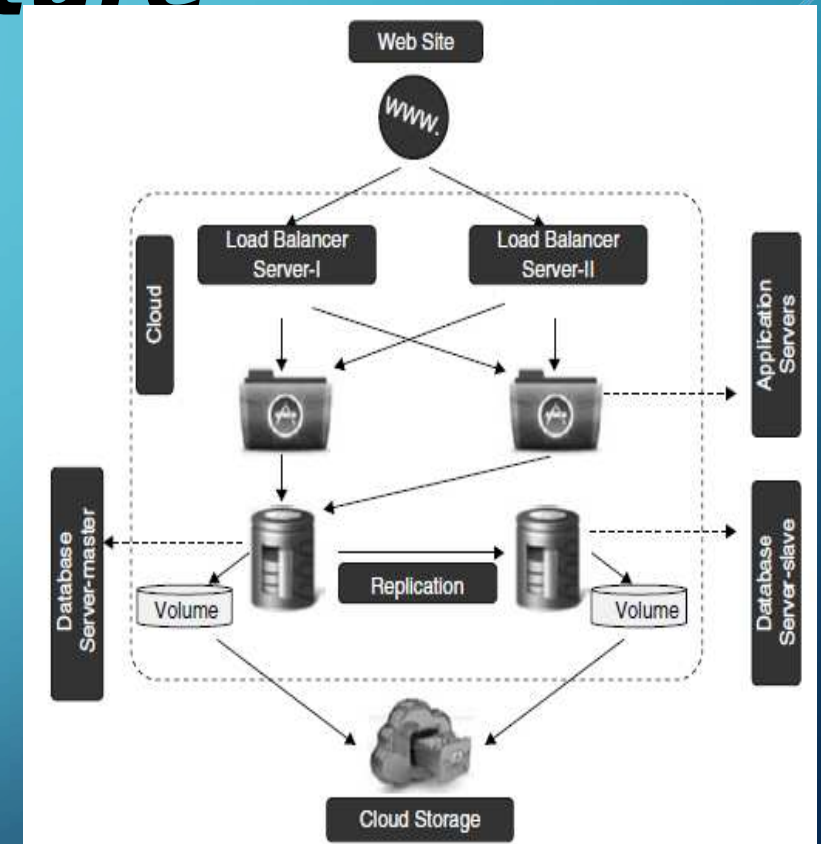 Web Site
www.
Load Balancer
Server-I
Load Balancer
Server-II
Cloud
Application
Servers
Database
Server-master
Replication
Volume
Volume
Database
Server-slave
Cloud Storage